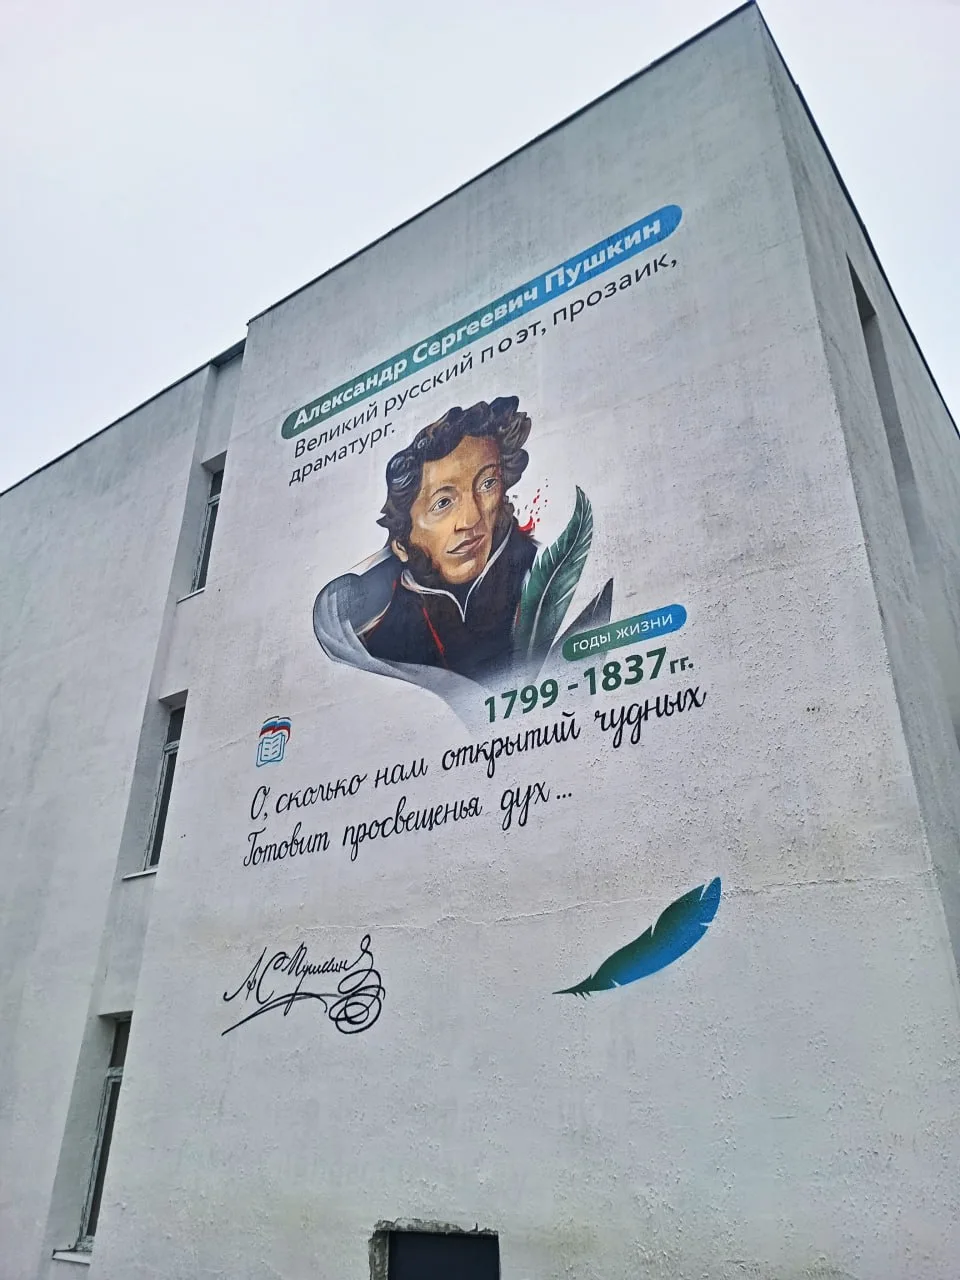 Александр Сергеевич Пушкин
Великий русский поэт, прозаик,
драматург.
годы жизни
1799 - 1837 гг.
О, сколько нам открытий чудных
Готовит просвещенья дух...
АСПушкин